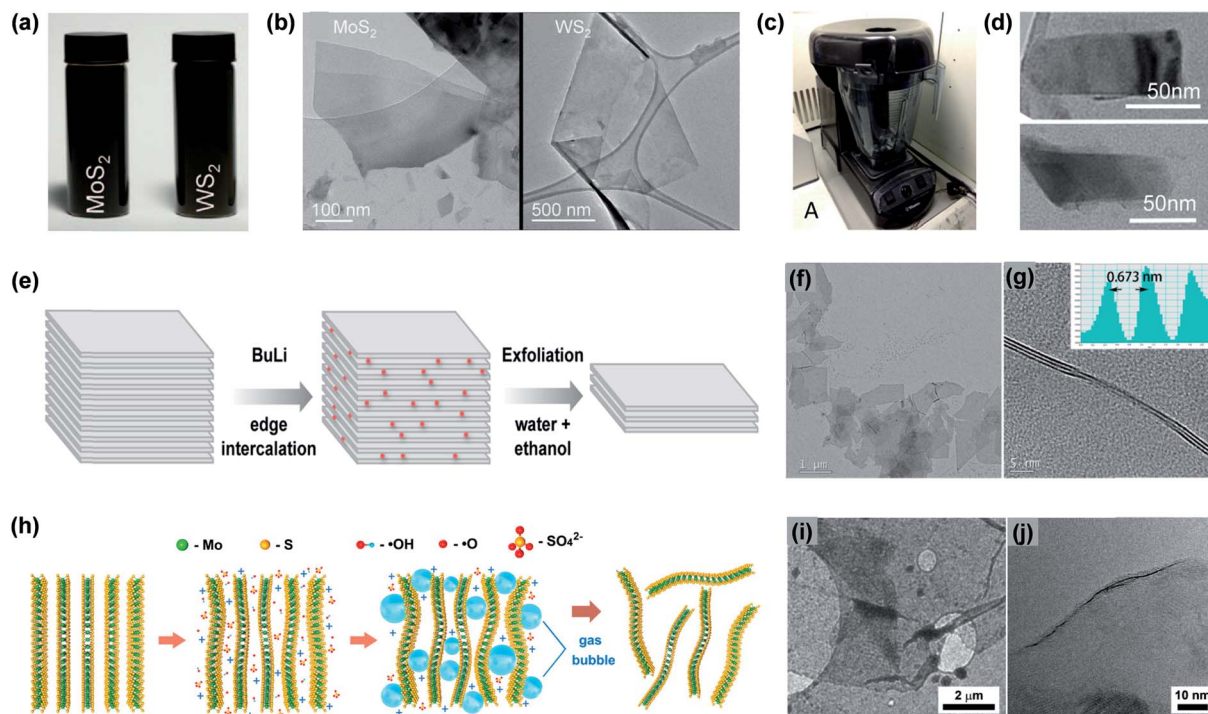 (a)
MoS₂
WS₂
(b)
MoS₂
100 nm
WS₂
500 nm
(c)
A
(d)
50nm
50nm
(e)
BuLi
edge
intercalation
Exfoliation
water +
ethanol
(f)
1 μm
(g)
0.673 nm
5 nm
(h)
- Mo
- S
- •OH
- •O
- SO₄²⁻
+
gas
bubble
(i)
2 μm
(j)
10 nm